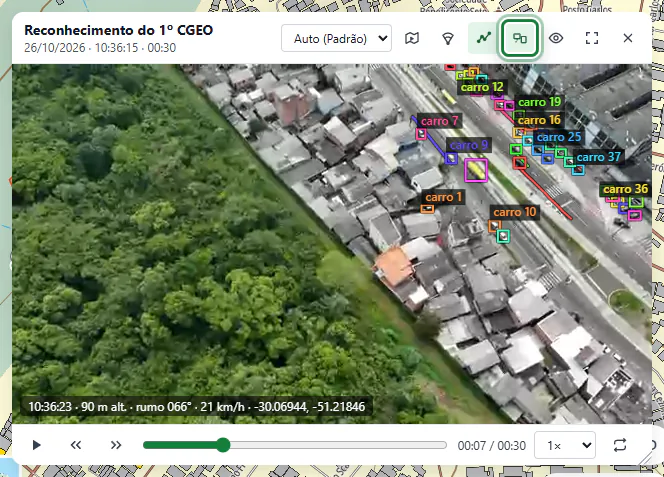 Reconhecimento do 1º CGEO
26/10/2026 · 10:36:15 · 00:30
Auto (Padrão)
carro 12
carro 19
carro 7
carro 16
carro 9
carro 25
carro 37
carro 1
carro 36
carro 10
10:36:23 · 90 m alt. · rumo 066° · 21 km/h · -30.06944, -51.21846
00:07 / 00:30
1×